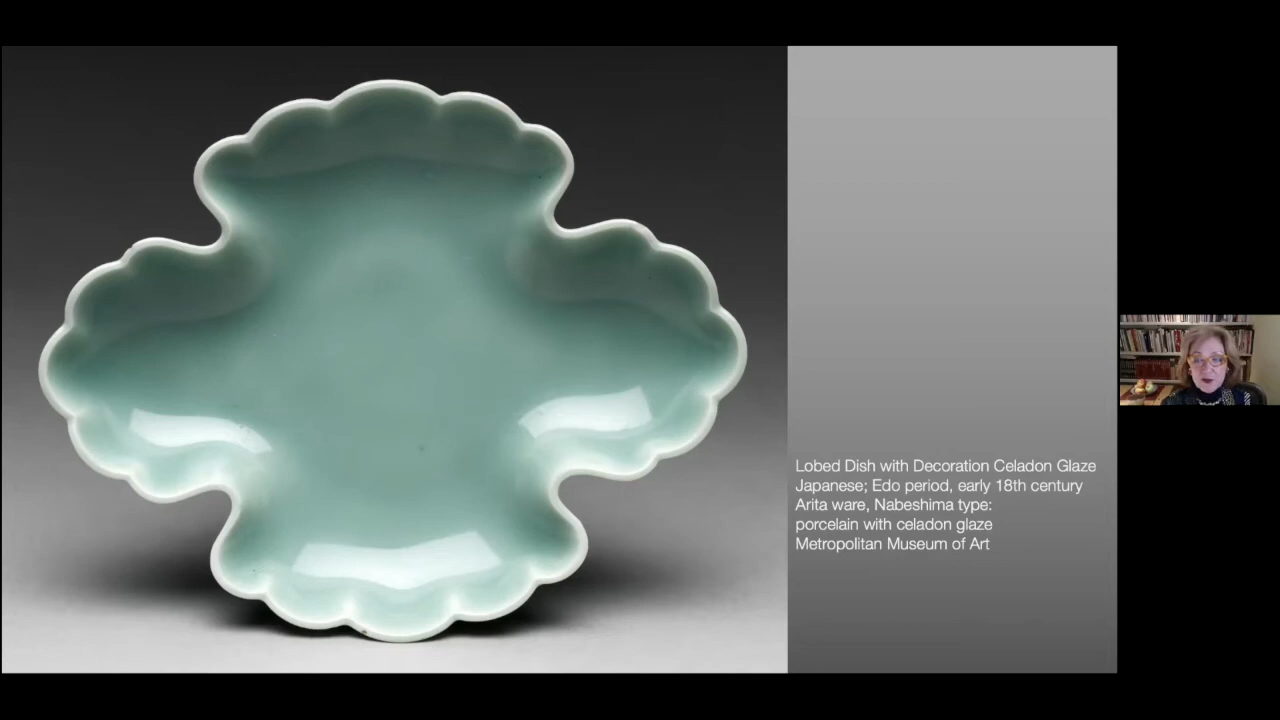 Lobed Dish with Decoration Celadon Glaze
Japanese; Edo period, early 18th century
Arita ware, Nabeshima type:
porcelain with celadon glaze
Metropolitan Museum of Art